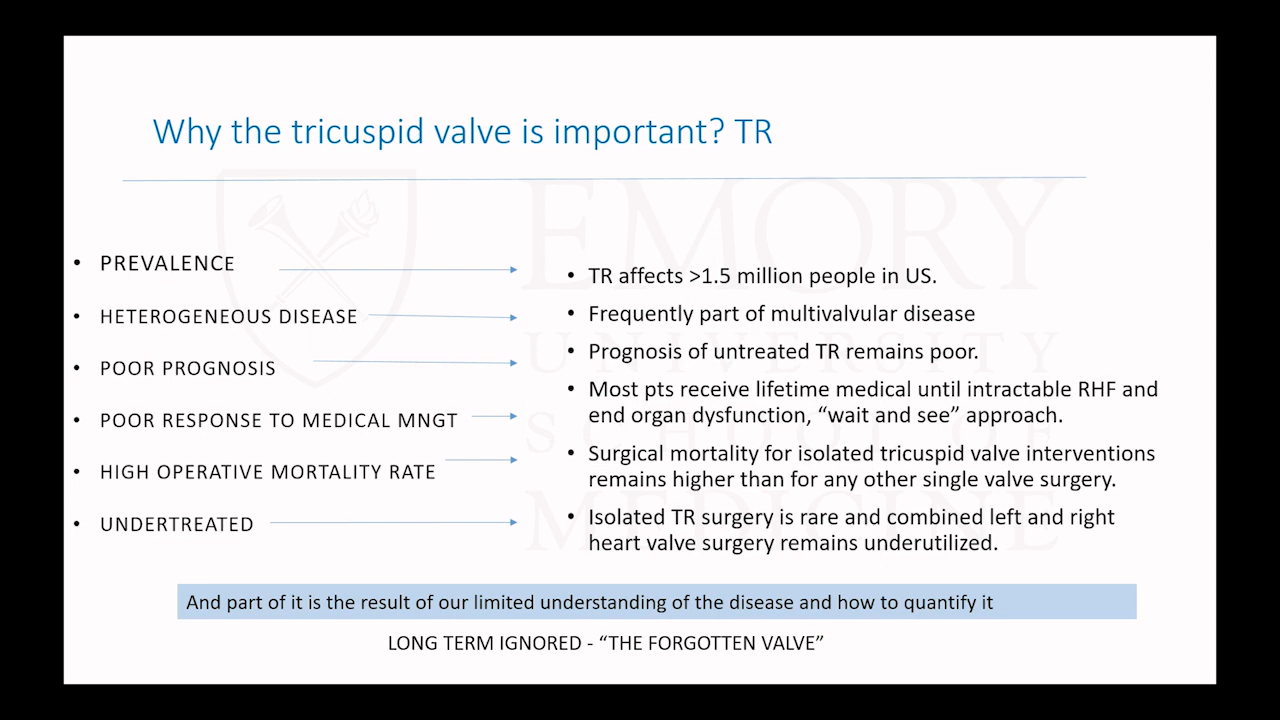 Why the tricuspid valve is important? TR
• PREVALENCE
• HETEROGENEOUS DISEASE
• POOR PROGNOSIS
• POOR RESPONSE TO MEDICAL MNGT
• HIGH OPERATIVE MORTALITY RATE
• UNDERTREATED
• TR affects >1.5 million people in US.
• Frequently part of multivalvular disease
• Prognosis of untreated TR remains poor.
• Most pts receive lifetime medical until intractable RHF and
end organ dysfunction, “wait and see” approach.
• Surgical mortality for isolated tricuspid valve interventions
remains higher than for any other single valve surgery.
• Isolated TR surgery is rare and combined left and right
heart valve surgery remains underutilized.
And part of it is the result of our limited understanding of the disease and how to quantify it
LONG TERM IGNORED - “THE FORGOTTEN VALVE”
EMORY
UNIVERSITY
SCHOOL OF
MEDICINE